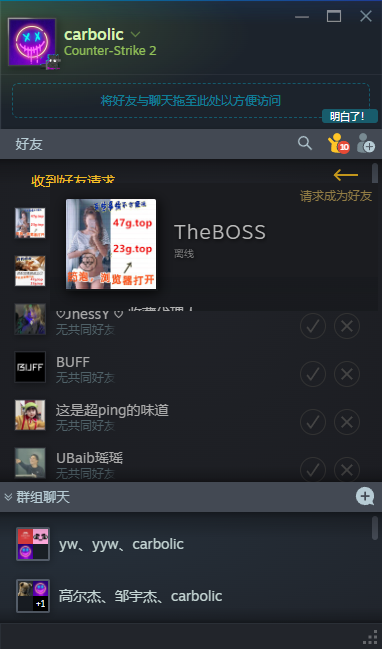 carbolic
Counter-Strike 2
将好友与聊天拖至此处以方便访问
明白了!
好友
10
收到好友请求
请求成为好友
47g.top
23g.top
浏览器打开
TheBOSS
离线
JhessY
无共同好友
BUFF
BUFF
无共同好友
这是超ping的味道
无共同好友
UBaib瑶瑶
无共同好友
群组聊天
yw、yyw、carbolic
+1
高尔杰、邹宇杰、carbolic